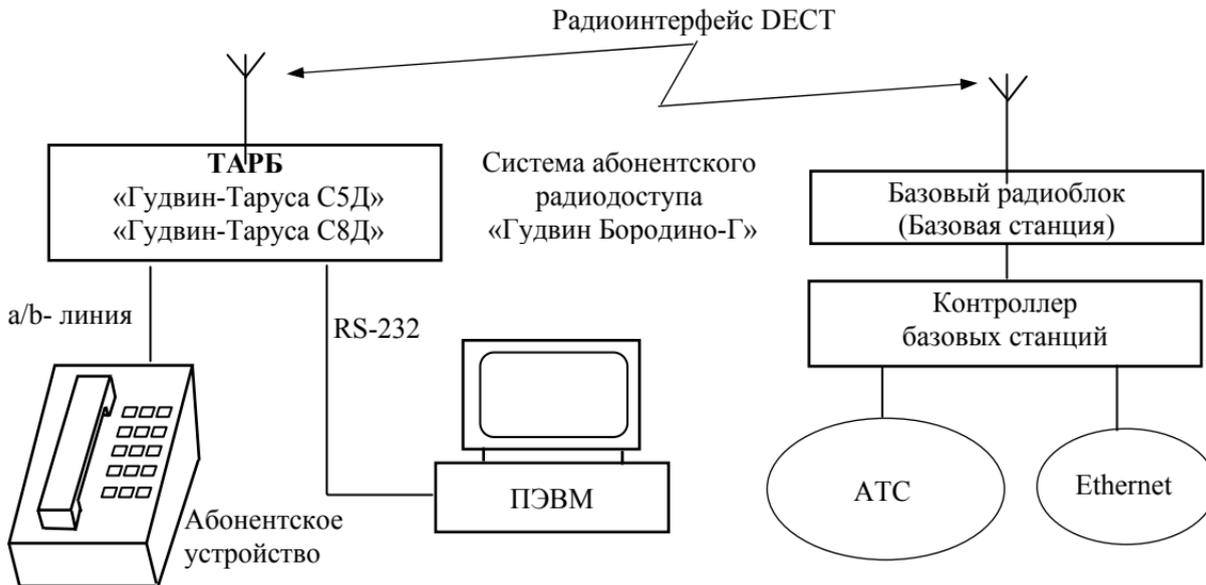 Радиоинтерфейс DECT
ТАРБ
«Гудвин-Таруса С5Д»
«Гудвин-Таруса С8Д»
Система абонентского
радиодоступа
«Гудвин Бородино-Г»
Базовый радиоблок
(Базовая станция)
Контроллер
базовых станций
a/b- линия
RS-232
ПЭВМ
АТС
Ethernet
Абонентское
устройство